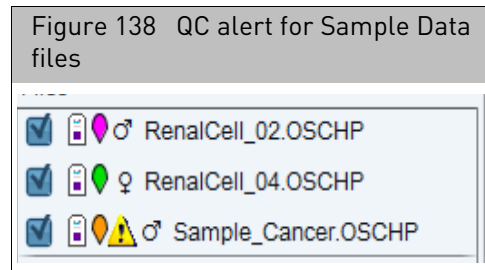 Figure 138 QC alert for Sample Data
files
RenalCell_02.OSCHP
RenalCell_04.OSCHP
Sample_Cancer.OSCHP